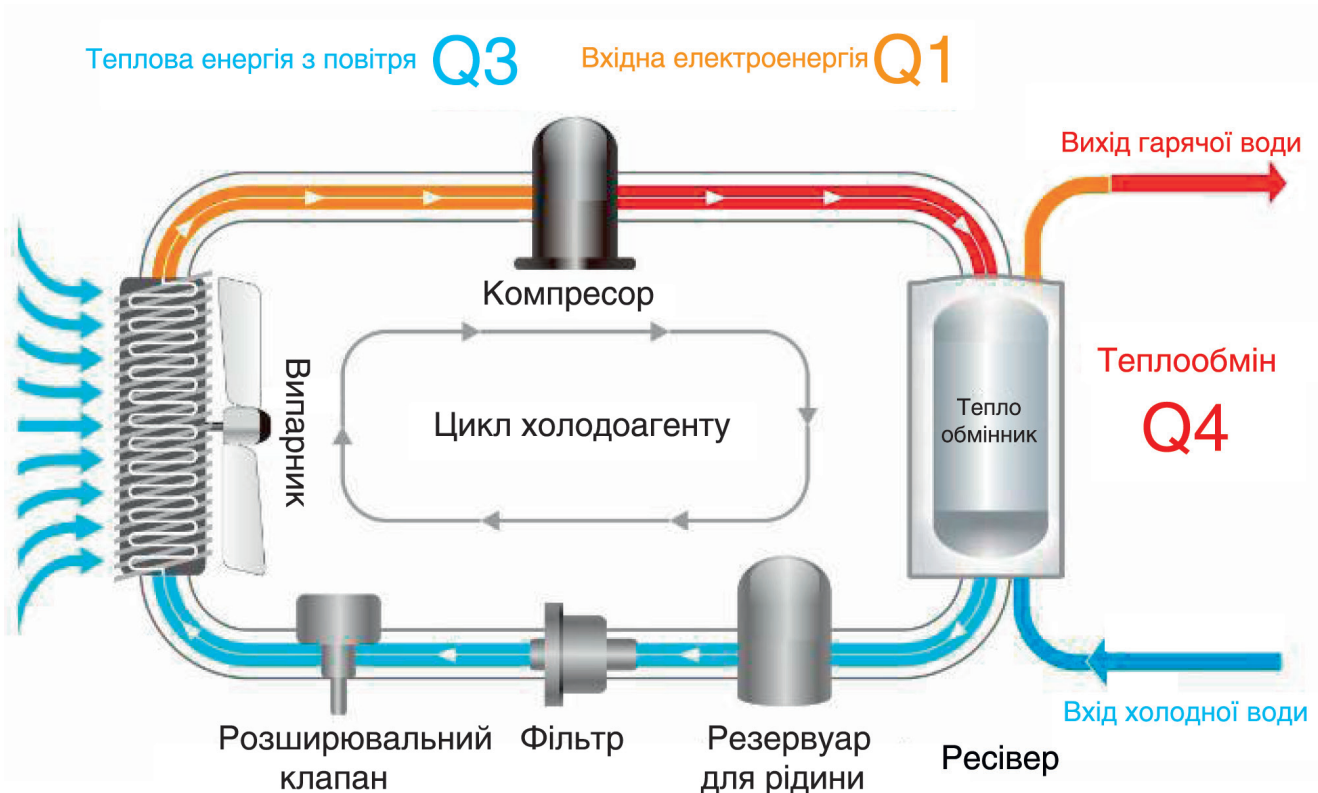 Теплова енергія з повітря Q3
Вхідна електроенергія Q1
Вихід гарячої води
Компресор
Випарник
Цикл холодоагенту
Тепло
обмінник
Теплообмін
Q4
Вхід холодної води
Розширювальний
клапан
Фільтр
Резервуар
для рідини
Ресівер